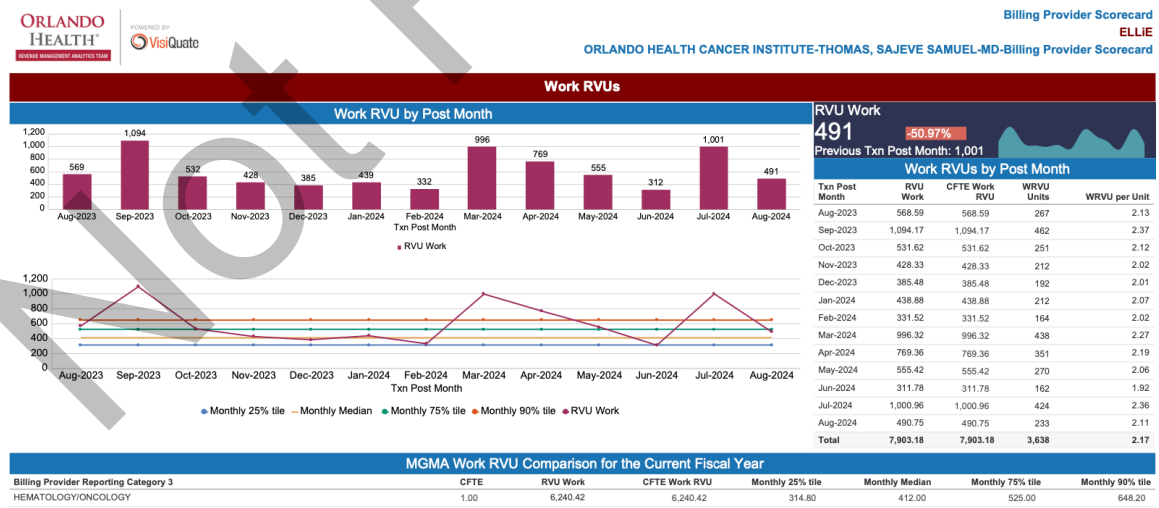 ORLANDO
HEALTH®
REVENUE MANAGEMENT ANALYTICS TEAM
POWERED BY
VisiQuate
Billing Provider Scorecard
ELLiE
ORLANDO HEALTH CANCER INSTITUTE-THOMAS, SAJEVE SAMUEL-MD-Billing Provider Scorecard
Work RVUs
Work RVU by Post Month
1,200
1,000
800
600
400
200
0
569
1,094
532
428
385
439
332
996
769
555
312
1,001
491
Aug-2023 Sep-2023 Oct-2023 Nov-2023 Dec-2023 Jan-2024 Feb-2024 Mar-2024 Apr-2024 May-2024 Jun-2024 Jul-2024 Aug-2024
Txn Post Month
RVU Work
1,200
1,000
800
600
400
200
0
Aug-2023 Sep-2023 Oct-2023 Nov-2023 Dec-2023 Jan-2024 Feb-2024 Mar-2024 Apr-2024 May-2024 Jun-2024 Jul-2024 Aug-2024
Txn Post Month
Monthly 25% tile Monthly Median Monthly 75% tile Monthly 90% tile RVU Work
RVU Work
491 -50.97%
Previous Txn Post Month: 1,001
Work RVUs by Post Month
Txn Post Month RVU Work CFTE Work RVU WRVU Units WRVU per Unit
Aug-2023 568.59 568.59 267 2.13
Sep-2023 1,094.17 1,094.17 462 2.37
Oct-2023 531.62 531.62 251 2.12
Nov-2023 428.33 428.33 212 2.02
Dec-2023 385.48 385.48 192 2.01
Jan-2024 438.88 438.88 212 2.07
Feb-2024 331.52 331.52 164 2.02
Mar-2024 996.32 996.32 438 2.27
Apr-2024 769.36 769.36 351 2.19
May-2024 555.42 555.42 270 2.06
Jun-2024 311.78 311.78 162 1.92
Jul-2024 1,000.96 1,000.96 424 2.36
Aug-2024 490.75 490.75 233 2.11
Total 7,903.18 7,903.18 3,638 2.17
MGMA Work RVU Comparison for the Current Fiscal Year
Billing Provider Reporting Category 3 CFTE RVU Work CFTE Work RVU Monthly 25% tile Monthly Median Monthly 75% tile Monthly 90% tile
HEMATOLOGY/ONCOLOGY 1.00 6,240.42 6,240.42 314.80 412.00 525.00 648.20
Not